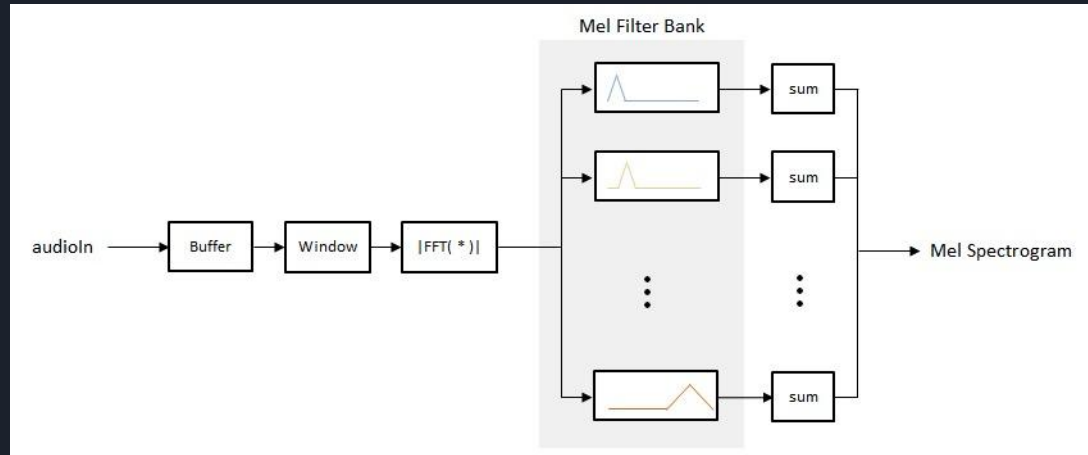 Mel Filter Bank
sum
sum
audioIn
Buffer
Window
|FFT( * )|
Mel Spectrogram
sum